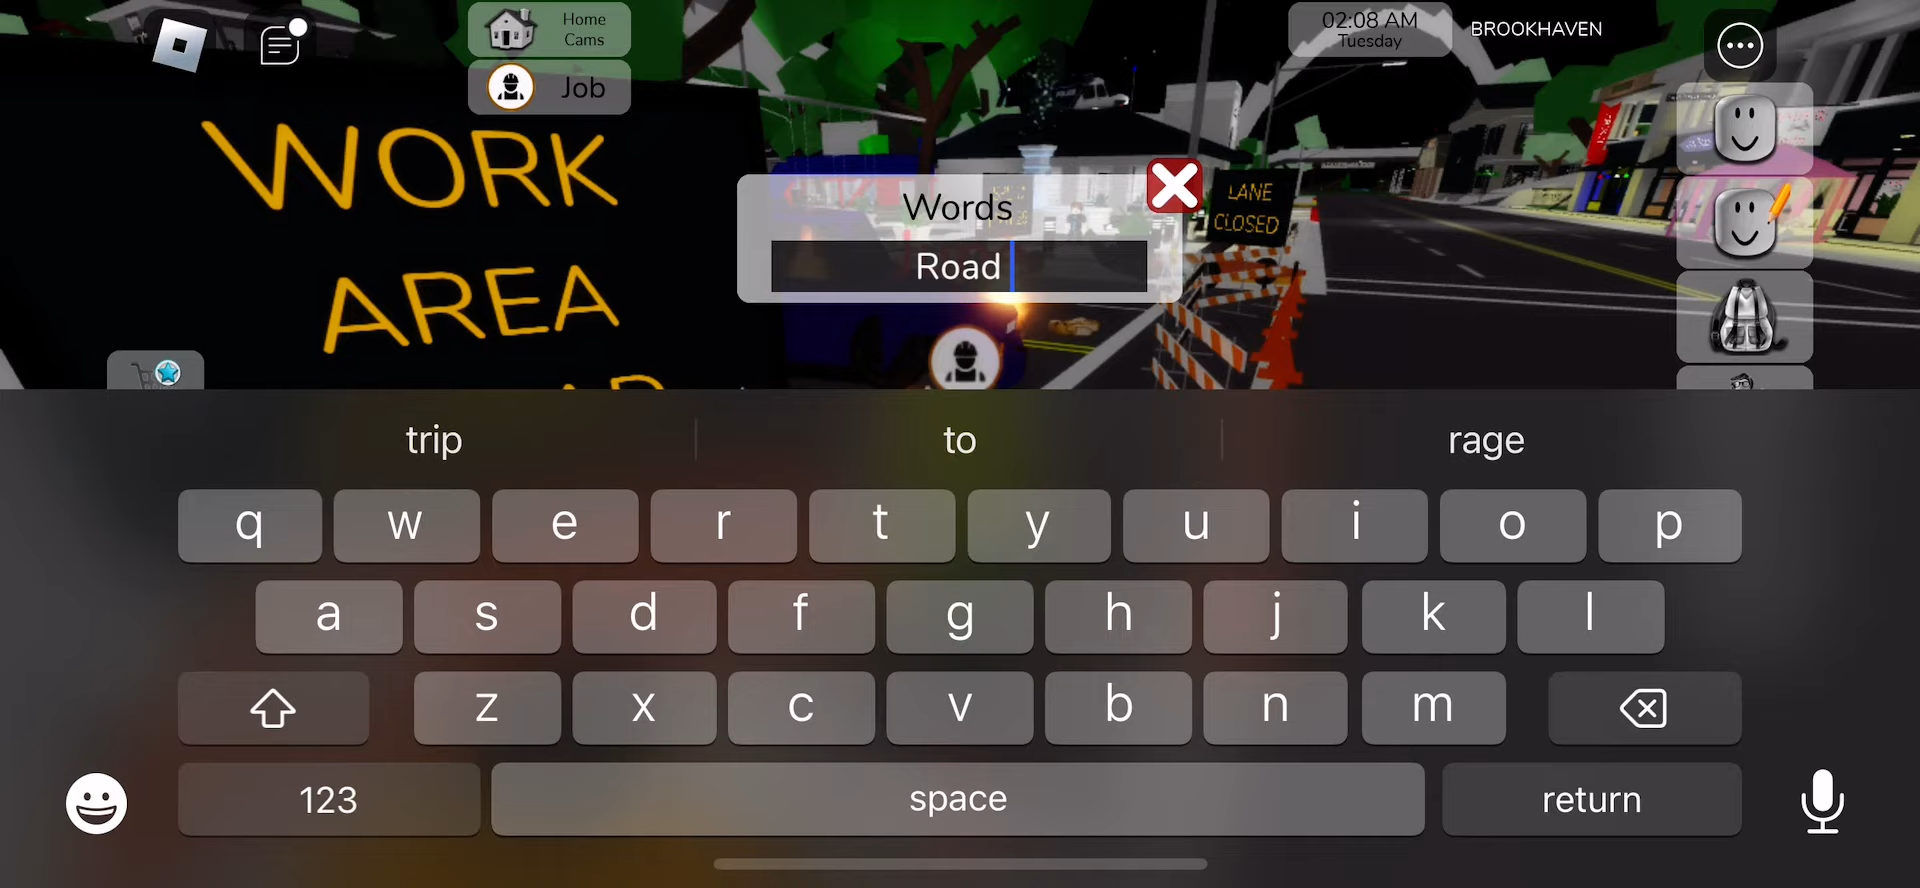 Home
Cams
Job
02:08 AM
Tuesday
BROOKHAVEN
WORK
AREA
Words
Road
LANE
CLOSED
trip
to
rage
q w e r t y u i o p
a s d f g h j k l
z x c v b n m
123
space
return